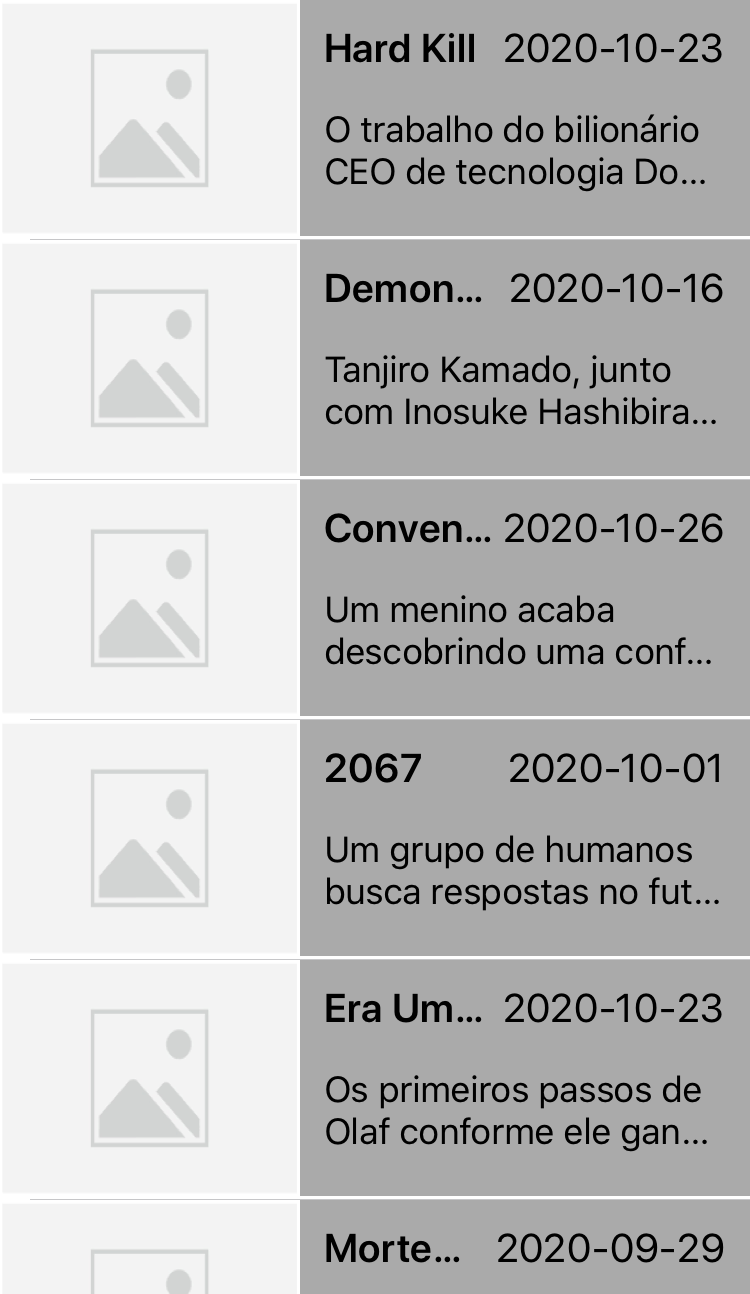 Hard Kill 2020-10-23
O trabalho do bilionário
CEO de tecnologia Do...
Demon... 2020-10-16
Tanjiro Kamado, junto
com Inosuke Hashibira...
Conven... 2020-10-26
Um menino acaba
descobrindo uma conf...
2067 2020-10-01
Um grupo de humanos
busca respostas no fut...
Era Um... 2020-10-23
Os primeiros passos de
Olaf conforme ele gan...
Morte... 2020-09-29